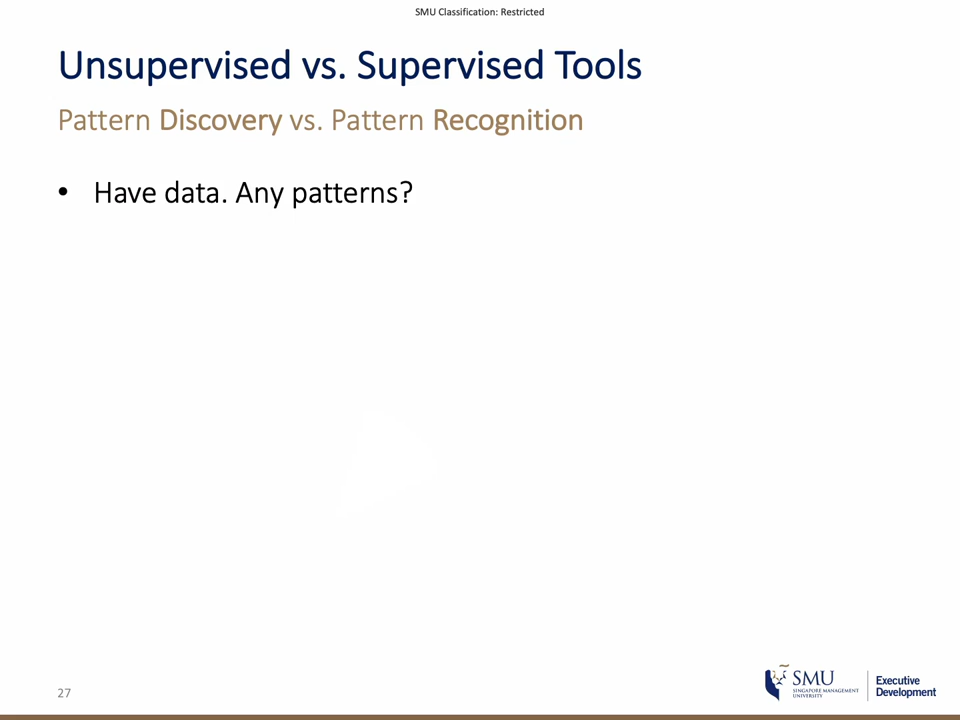 SMU Classification: Restricted
Unsupervised vs. Supervised Tools
Pattern Discovery vs. Pattern Recognition
• Have data. Any patterns?
27
SMU
SINGAPORE MANAGEMENT
UNIVERSITY
Executive
Development